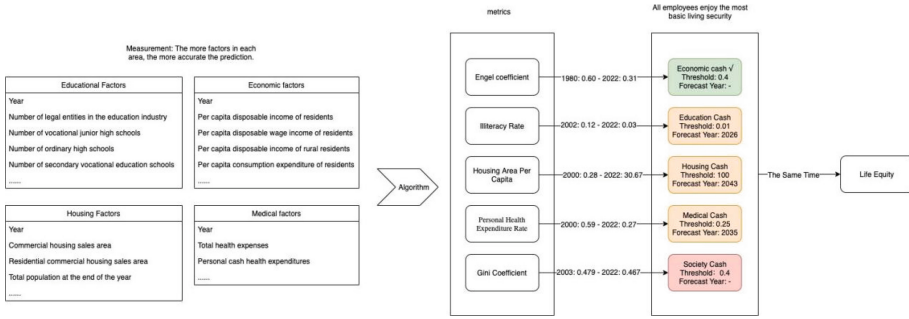 metrics
All employees enjoy the most
basic living security
Measurement: The more factors in each
area, the more accurate the prediction.
Educational Factors
Year
Number of legal entities in the education industry
Number of vocational junior high schools
Number of ordinary high schools
Number of secondary vocational education schools
......
Economic factors
Year
Per capita disposable income of residents
Per capita disposable wage income of residents
Per capita disposable income of rural residents
Per capita consumption expenditure of residents
......
Housing Factors
Year
Commercial housing sales area
Residential commercial housing sales area
Total population at the end of the year
......
Medical factors
Year
Total health expenses
Personal cash health expenditures
......
Algorithm
Engel coefficient
1980: 0.60 - 2022: 0.31
Economic cash √
Threshold: 0.4
Forecast Year: -
Illiteracy Rate
2002: 0.12 - 2022: 0.03
Education Cash
Threshold: 0.01
Forecast Year: 2026
Housing Area Per
Capita
2000: 0.28 - 2022: 30.67
Housing Cash
Threshold: 100
Forecast Year: 2043
Personal Health
Expenditure Rate
2000: 0.59 - 2022: 0.27
Medical Cash
Threshold: 0.25
Forecast Year: 2035
Gini Coefficient
2003: 0.479 - 2022: 0.467
Society Cash
Threshold: 0.4
Forecast Year: -
The Same Time
Life Equity